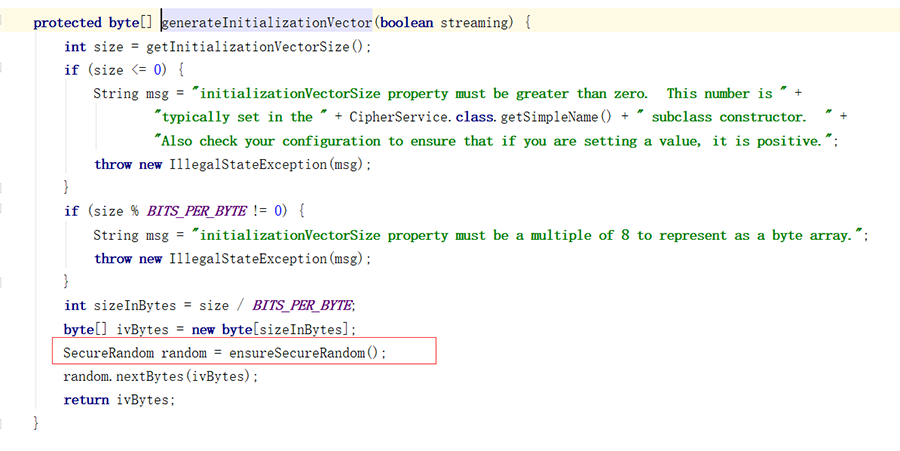 protected byte[] generateInitializationVector(boolean streaming) {
int size = getInitializationVectorSize();
if (size <= 0) {
String msg = "initializationVectorSize property must be greater than zero.  This number is " +
"typically set in the " + CipherService.class.getSimpleName() + " subclass constructor.  " +
"Also check your configuration to ensure that if you are setting a value, it is positive.";
throw new IllegalStateException(msg);
}
if (size % BITS_PER_BYTE != 0) {
String msg = "initializationVectorSize property must be a multiple of 8 to represent as a byte array.";
throw new IllegalStateException(msg);
}
int sizeInBytes = size / BITS_PER_BYTE;
byte[] ivBytes = new byte[sizeInBytes];
SecureRandom random = ensureSecureRandom();
random.nextBytes(ivBytes);
return ivBytes;
}